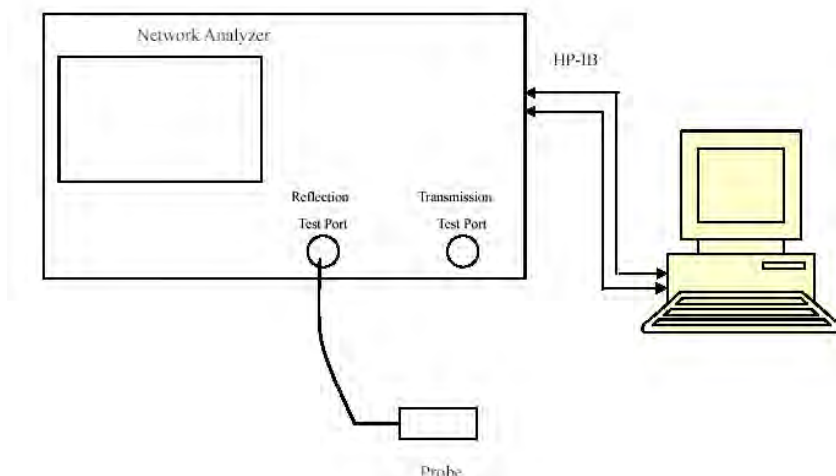 Network Analyzer
HP-IB
Reflection
Test Port
Transmission
Test Port
Probe